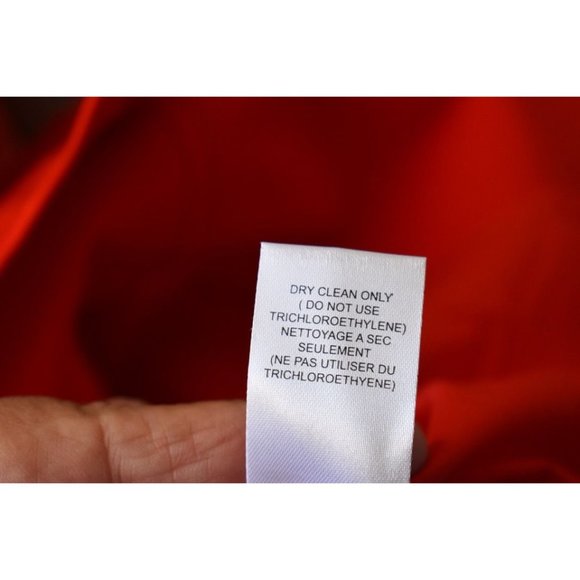 DRY CLEAN ONLY
( DO NOT USE
TRICHLOROETHYLENE)
NETTOYAGE A SEC
SEULEMENT
(NE PAS UTILISER DU
TRICHLOROETHYENE)